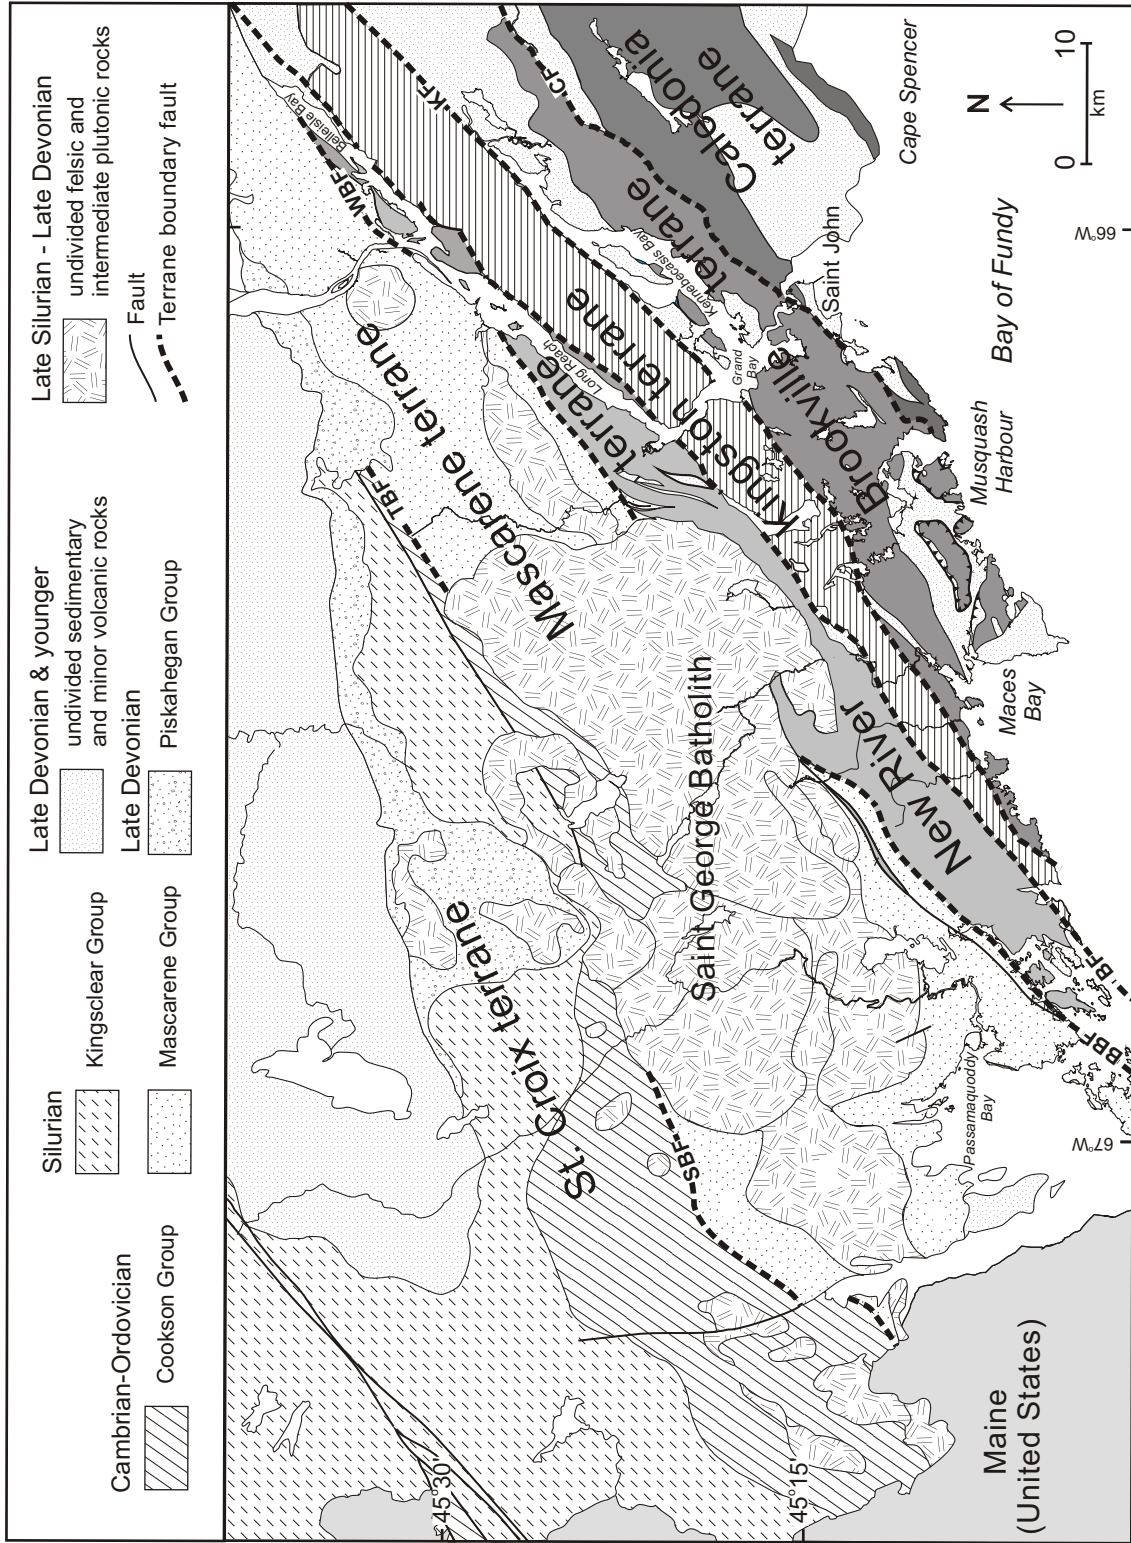 Cambrian-Ordovician
Cookson Group
Silurian
Kingsclear Group
Mascarene Group
Late Devonian & younger
undivided sedimentary
and minor volcanic rocks
Late Devonian
Piskahegan Group
Late Silurian - Late Devonian
undivided felsic and
intermediate plutonic rocks
Fault
Terrane boundary fault
45°30'
45°15'
67°W
66°W
St. Croix terrane
Mascarene terrane
New River
terrane
Kingston terrane
Brookville
terrane
Caledonia
terrane
Saint George Batholith
SBF
TBF
WBF
BBF
KF
CF
Belleisle Bay
Long Reach
Kennebecasis Bay
Grand
Bay
Saint John
Passamaquoddy
Bay
Maces
Bay
Musquash
Harbour
Bay of Fundy
Cape Spencer
Maine
(United States)
N
0
10
km